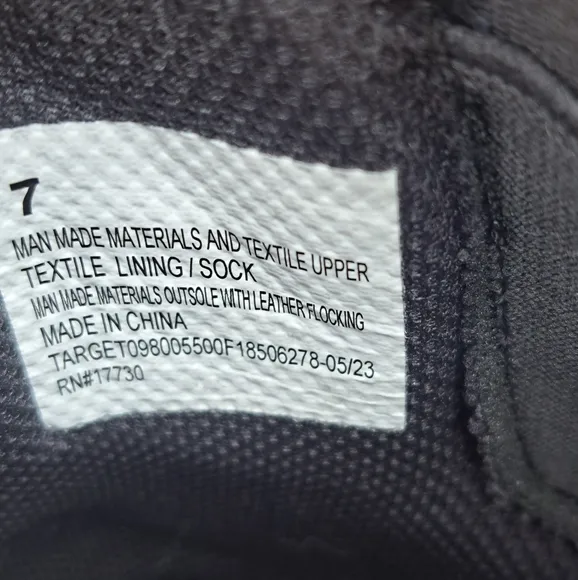 7
MAN MADE MATERIALS AND TEXTILE UPPER
TEXTILE LINING / SOCK
MAN MADE MATERIALS OUTSOLE WITH LEATHER FLOCKING
MADE IN CHINA
TARGET098005500F18506278-05/23
RN#17730